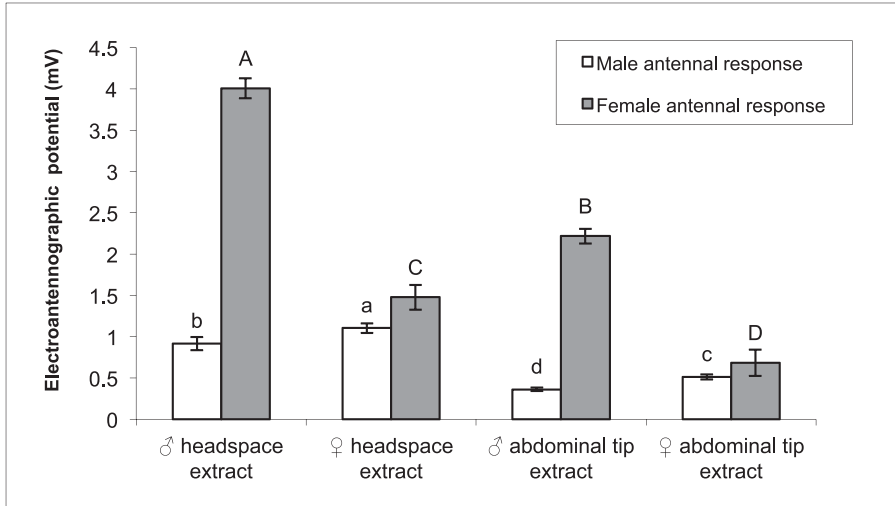 Electroantennographic potential (mV)
4.5
4
3.5
3
2.5
2
1.5
1
0.5
0
Male antennal response
Female antennal response
A
b
a
C
d
B
c
D
♂ headspace
extract
♀ headspace
extract
♂ abdominal tip
extract
♀ abdominal tip
extract